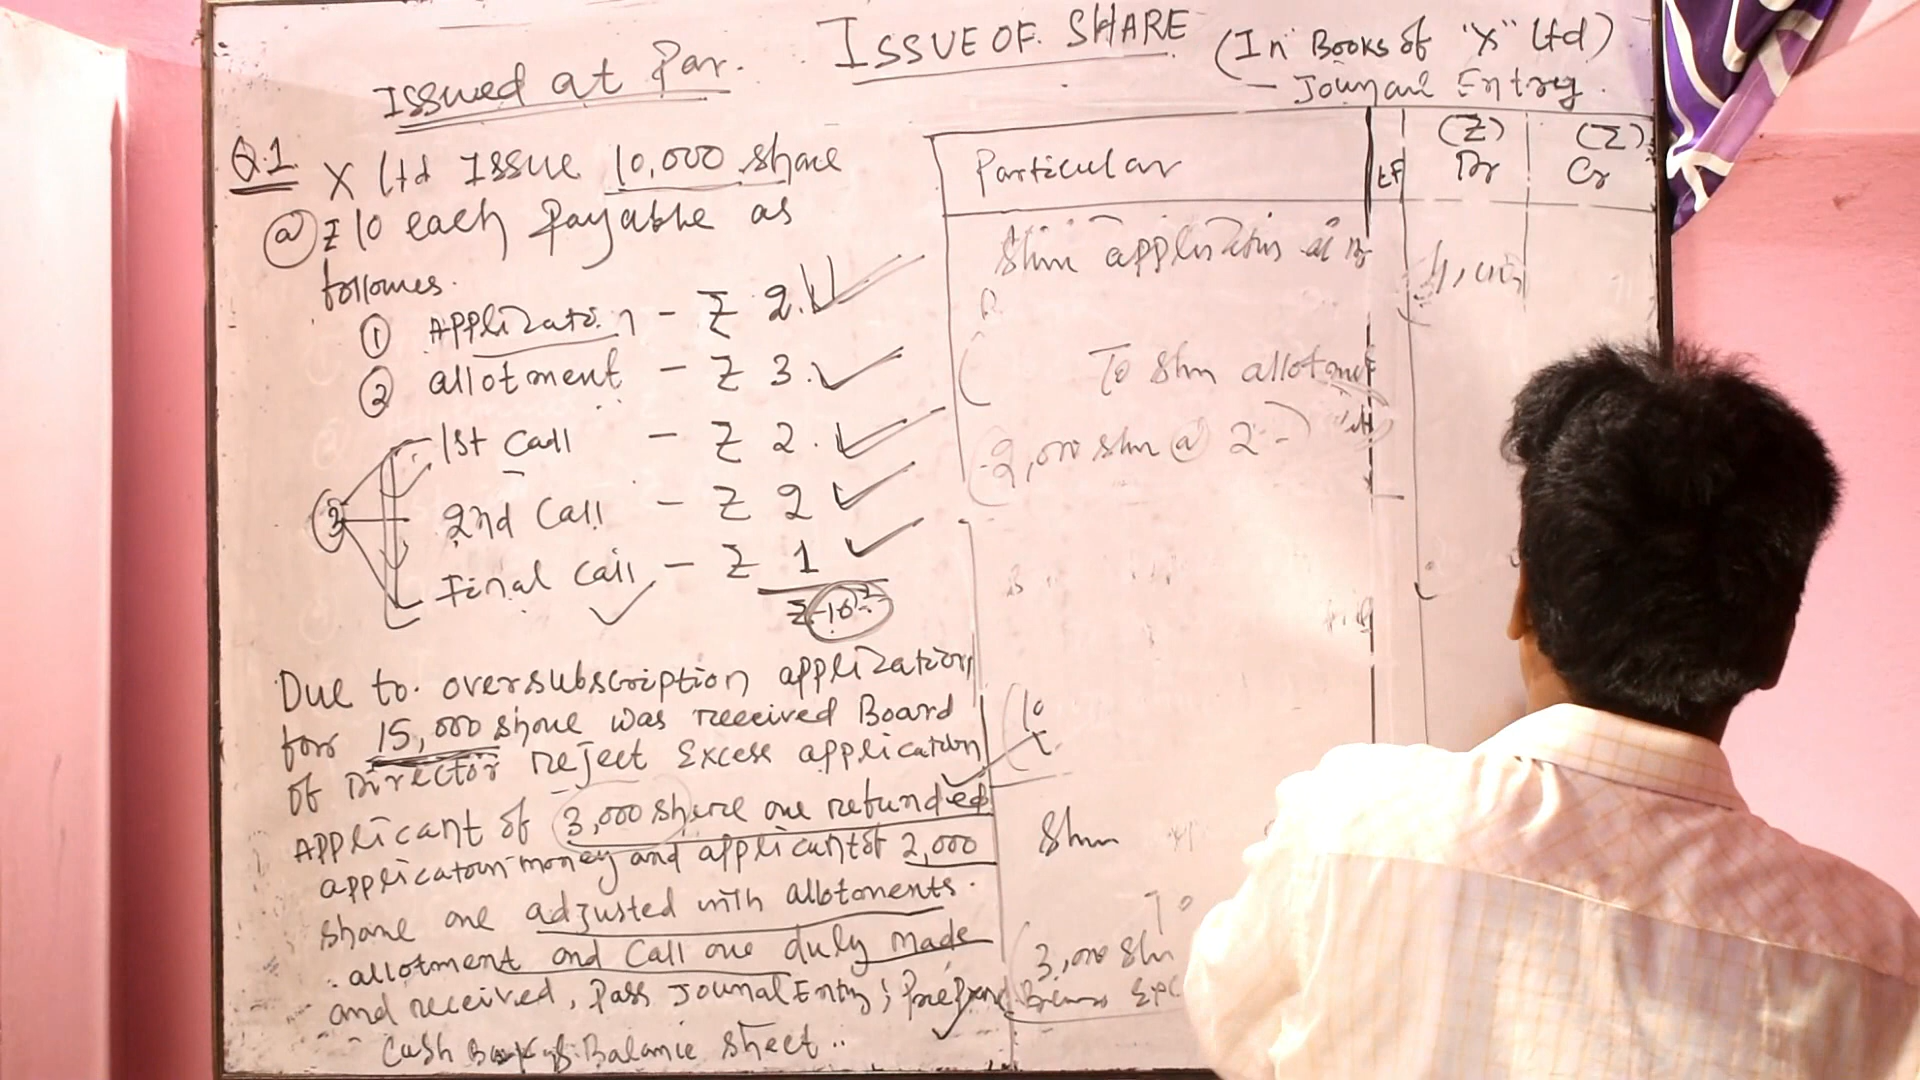 ISSUE OF SHARE
Issued at Par.
(In Books of "X" Ltd)
Journal Entry.
Q.1 X Ltd Issue 10,000 share
@ ₹10 each Payable as
follows.
① Application - ₹ 2.
② allotment - ₹ 3.
③
1st Call - ₹ 2.
2nd Call - ₹ 2
Final Call - ₹ 1
₹ 10
Due to oversubscription application
for 15,000 share was received Board
of Director reject Excess application
Applicant of 3,000 share are refunded
application money and applicant of 2,000
share are adjusted with allotments.
allotment and Call are duly made
and received, Pass Journal Entry; Prepare
Cash Book & Balance sheet..
Particular
LF
(₹)
Dr
(₹)
Cr
Share application
To Share allotment
2,000 share @ 2-)
Share
To
(3,000 share